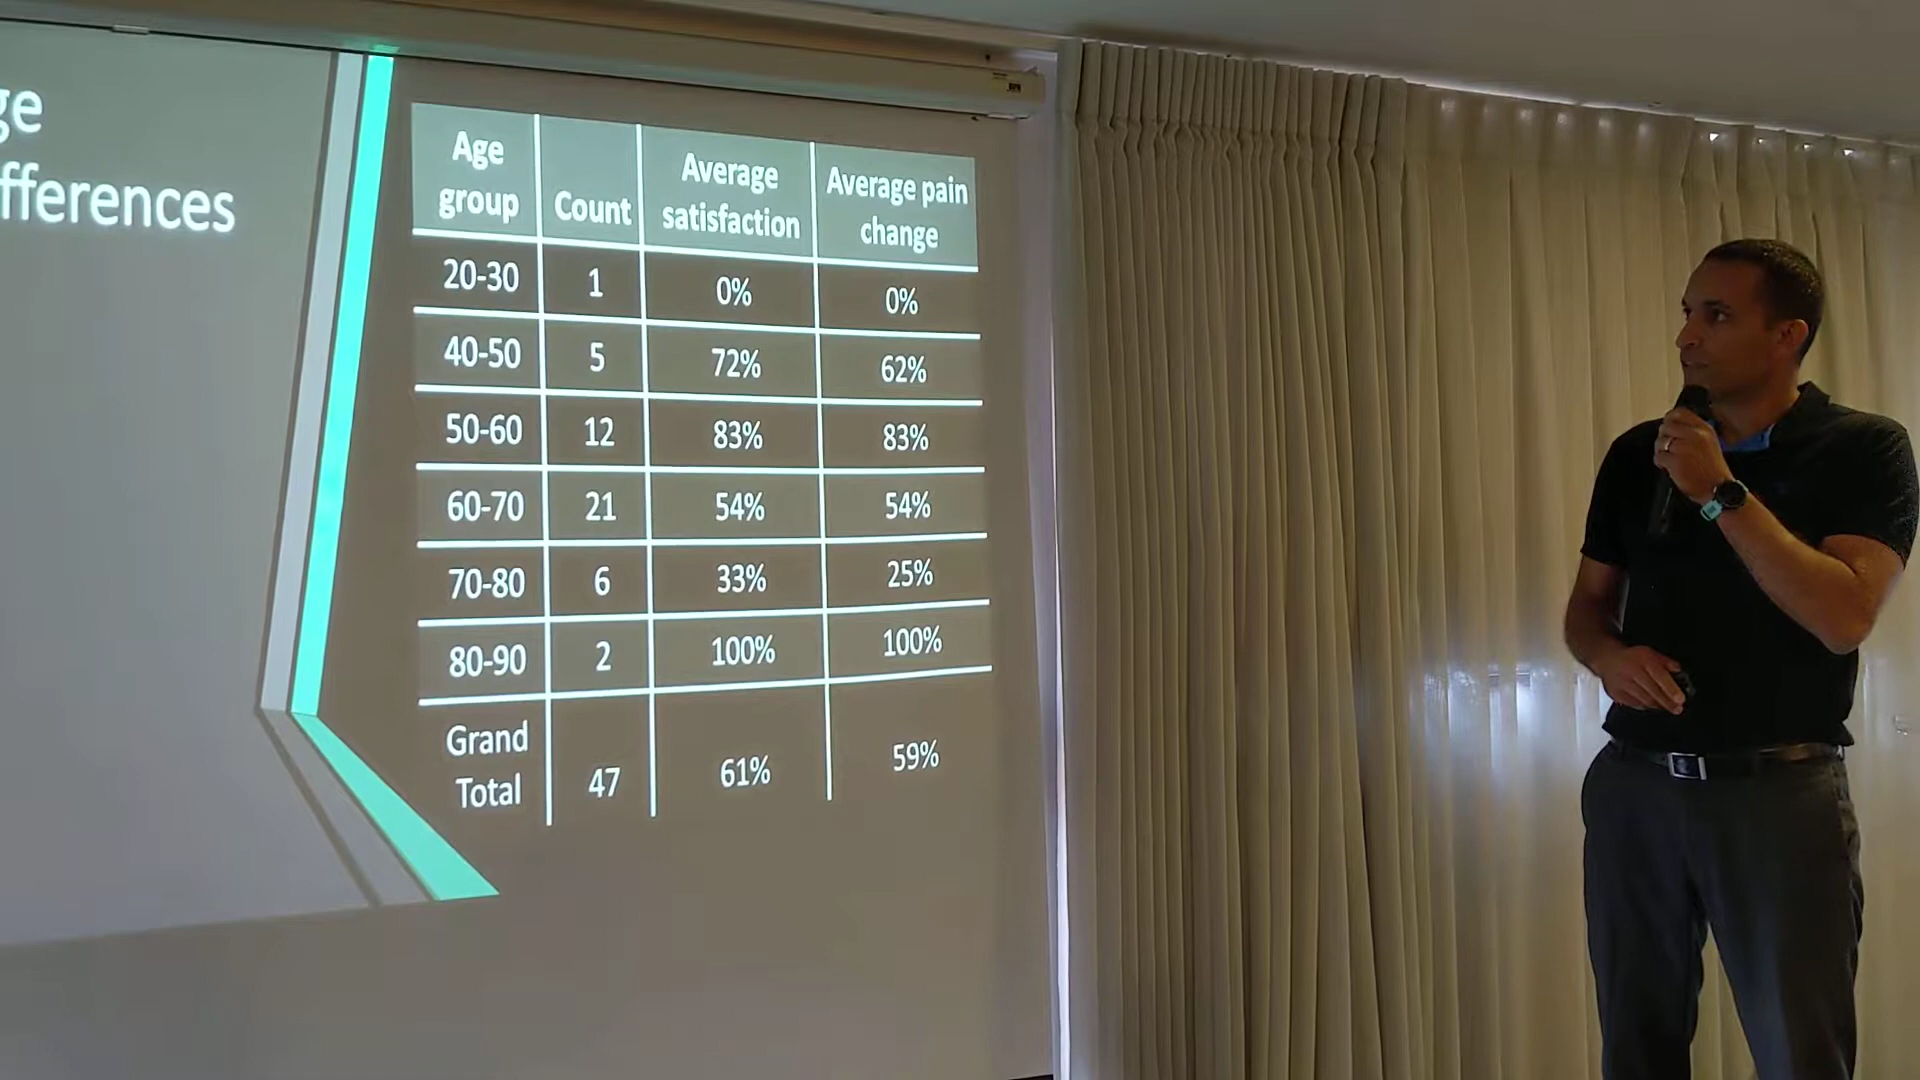 ge
fferences
Age group | Count | Average satisfaction | Average pain change
20-30 | 1 | 0% | 0%
40-50 | 5 | 72% | 62%
50-60 | 12 | 83% | 83%
60-70 | 21 | 54% | 54%
70-80 | 6 | 33% | 25%
80-90 | 2 | 100% | 100%
Grand Total | 47 | 61% | 59%